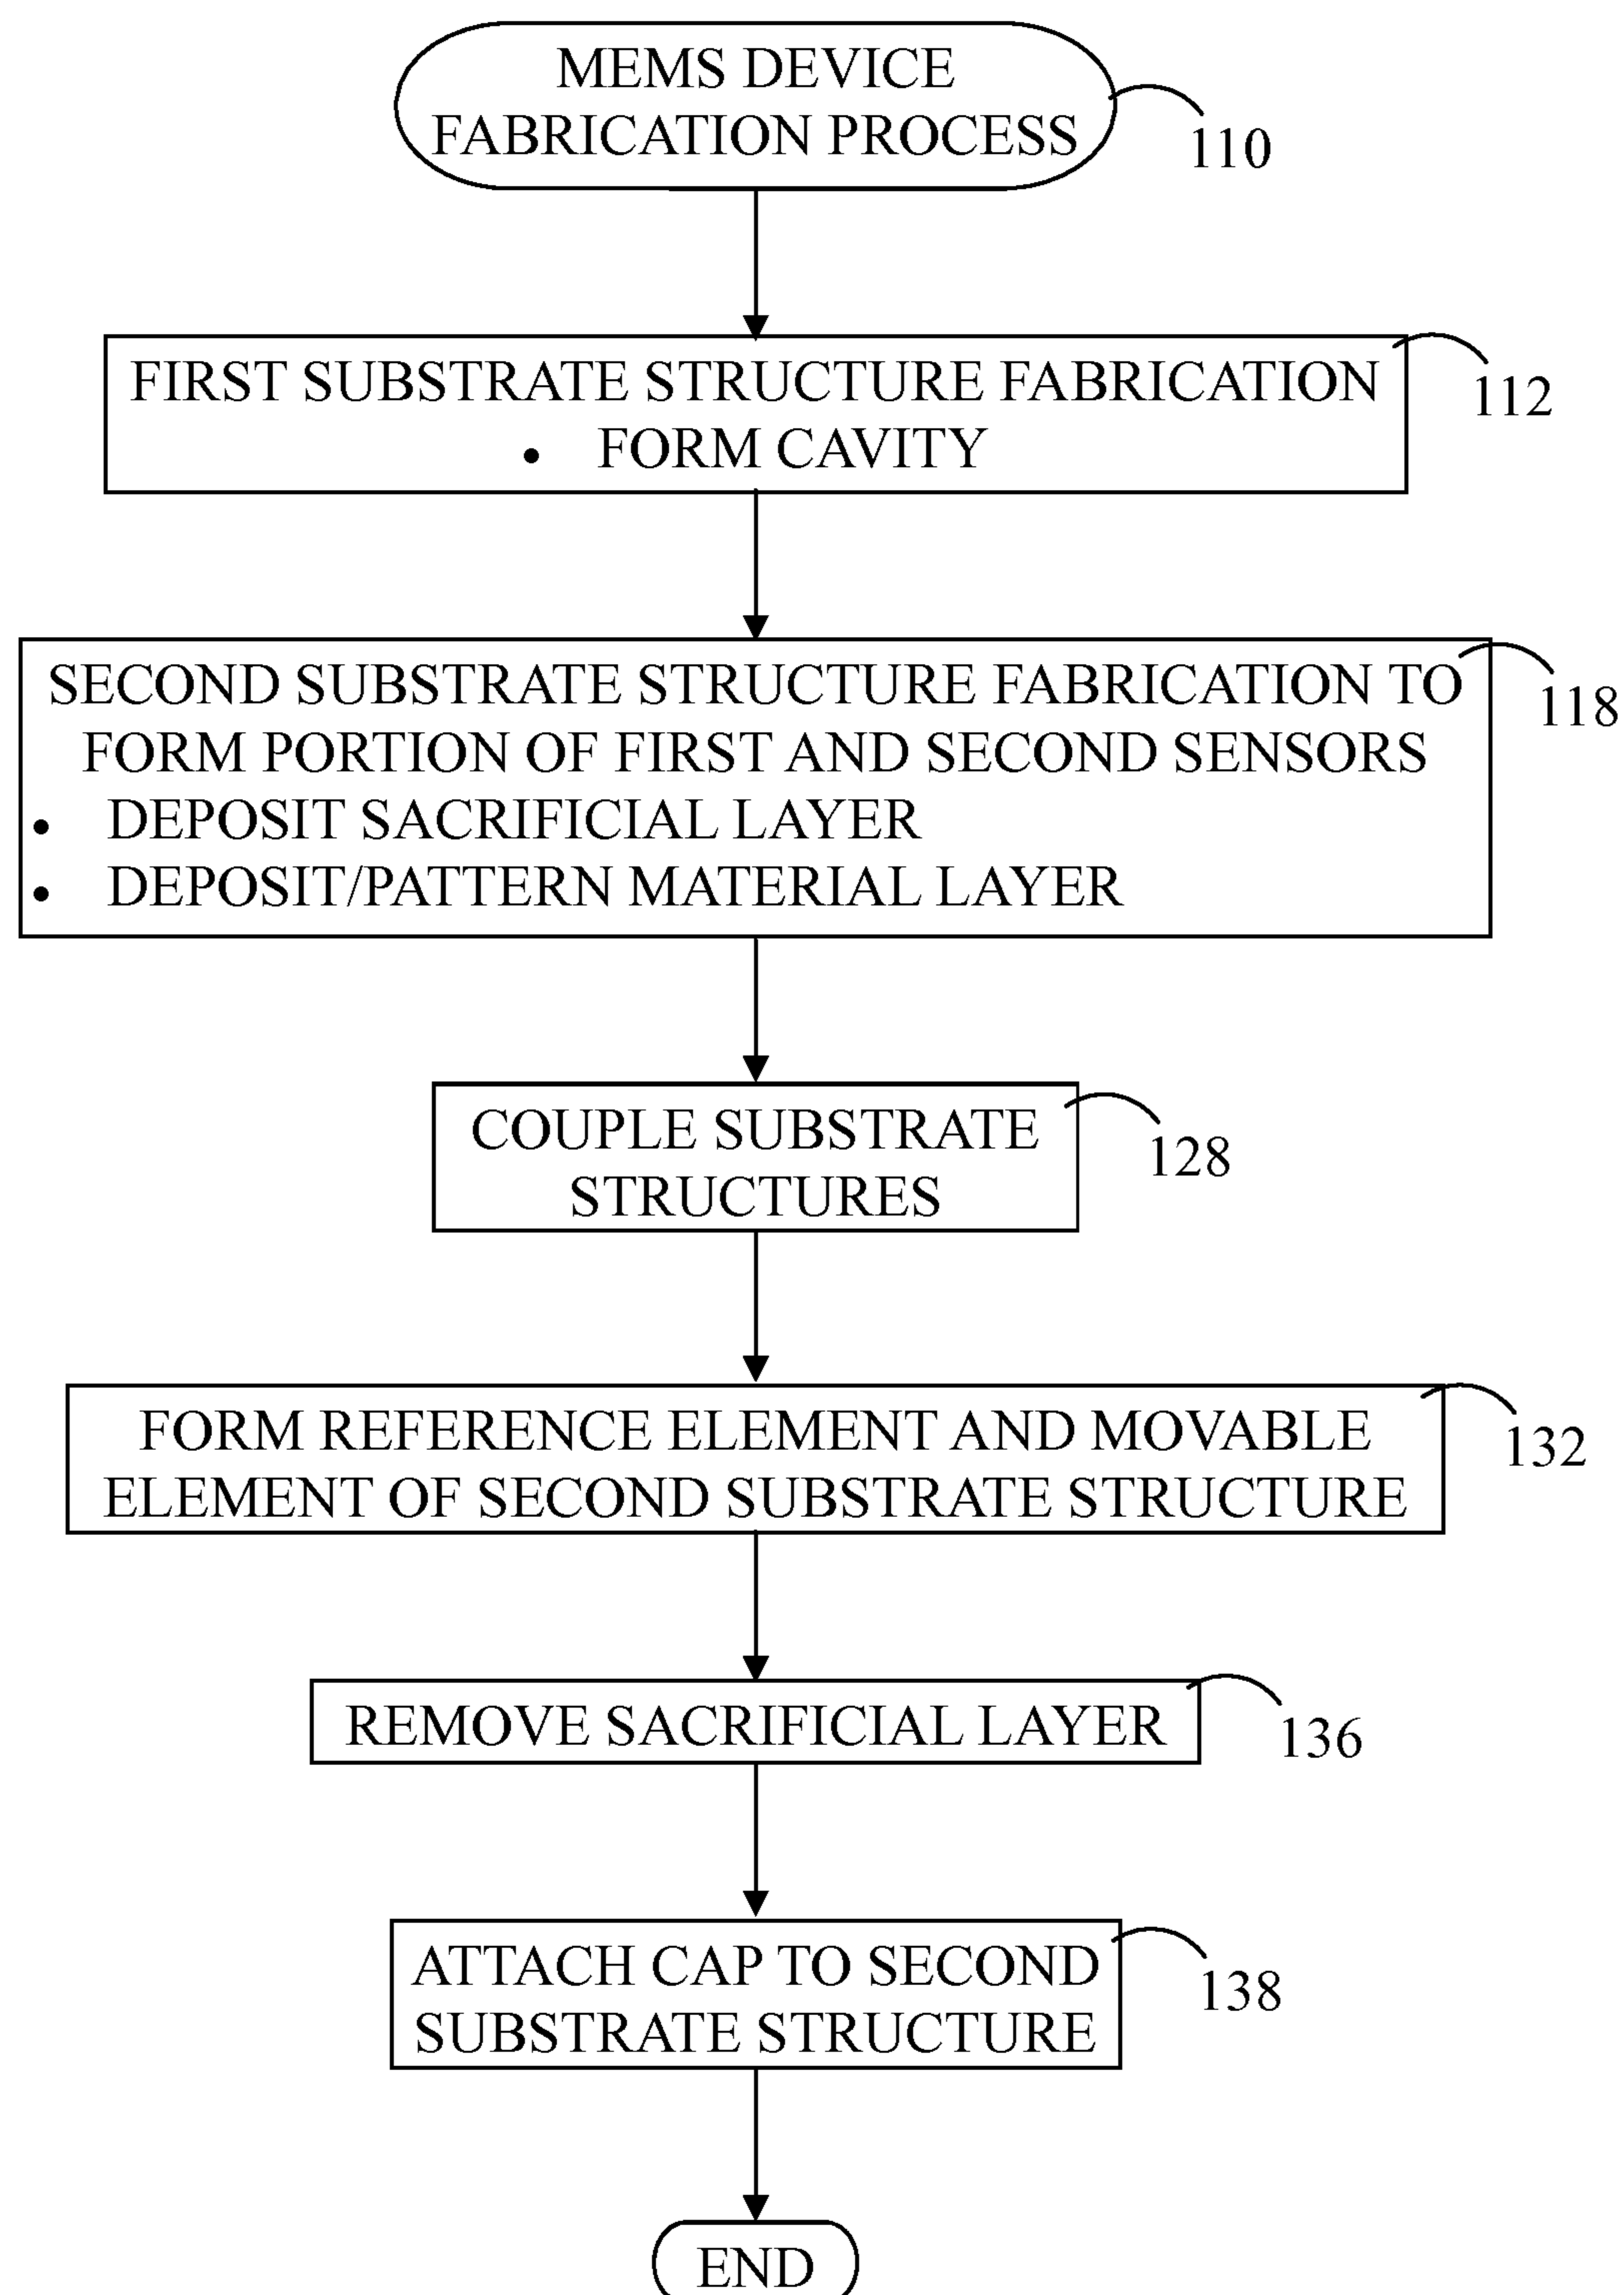 MEMS DEVICE
FABRICATION PROCESS
110
FIRST SUBSTRATE STRUCTURE FABRICATION
• FORM CAVITY
112
SECOND SUBSTRATE STRUCTURE FABRICATION TO
FORM PORTION OF FIRST AND SECOND SENSORS
• DEPOSIT SACRIFICIAL LAYER
• DEPOSIT/PATTERN MATERIAL LAYER
118
COUPLE SUBSTRATE
STRUCTURES
128
FORM REFERENCE ELEMENT AND MOVABLE
ELEMENT OF SECOND SUBSTRATE STRUCTURE
132
REMOVE SACRIFICIAL LAYER
136
ATTACH CAP TO SECOND
SUBSTRATE STRUCTURE
138
END